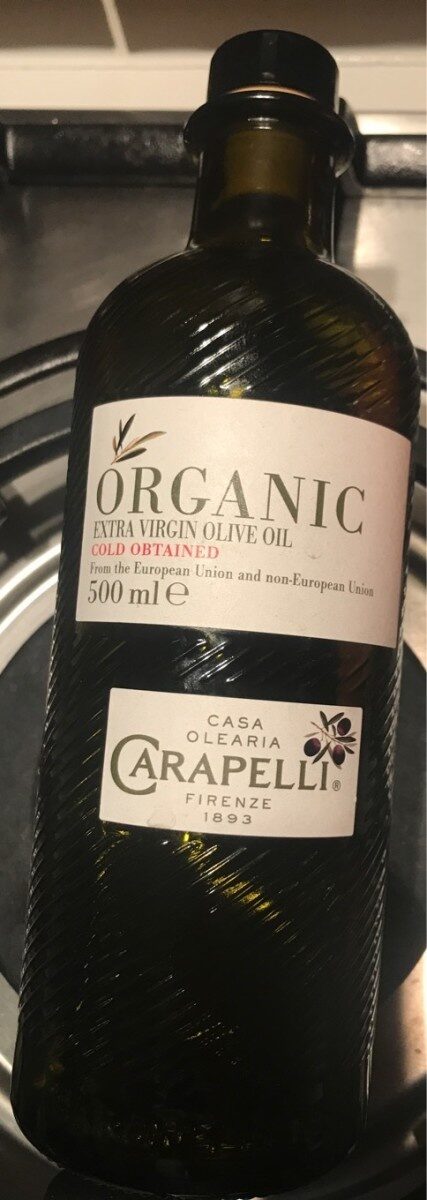 ORGANIC
EXTRA VIRGIN OLIVE OIL
COLD OBTAINED
From the European Union and non-European Union
500 ml ℮
CASA
OLEARIA
CARAPELLI®
FIRENZE
1893